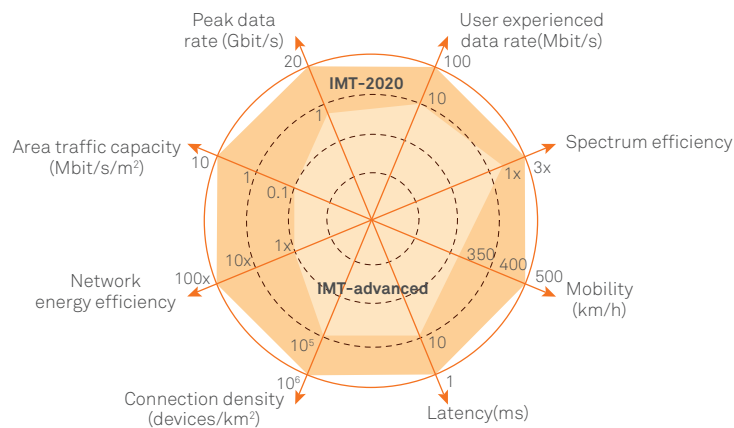 Peak data
rate (Gbit/s)
User experienced
data rate(Mbit/s)
20
100
IMT-2020
1
10
Area traffic capacity
(Mbit/s/m²)
Spectrum efficiency
10
1
0.1
1x
3x
Network
energy efficiency
100x
10x
1x
350
400
500
Mobility
(km/h)
IMT-advanced
10⁵
10
10⁶
1
Connection density
(devices/km²)
Latency(ms)